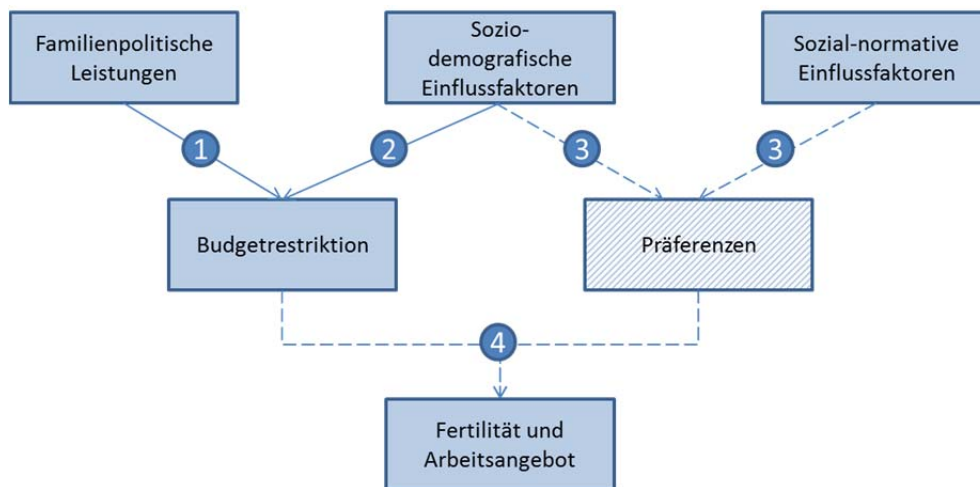 Familienpolitische
Leistungen
Sozio-
demografische
Einflussfaktoren
Sozial-normative
Einflussfaktoren
1
2
3
3
Budgetrestriktion
Präferenzen
4
Fertilität und
Arbeitsangebot